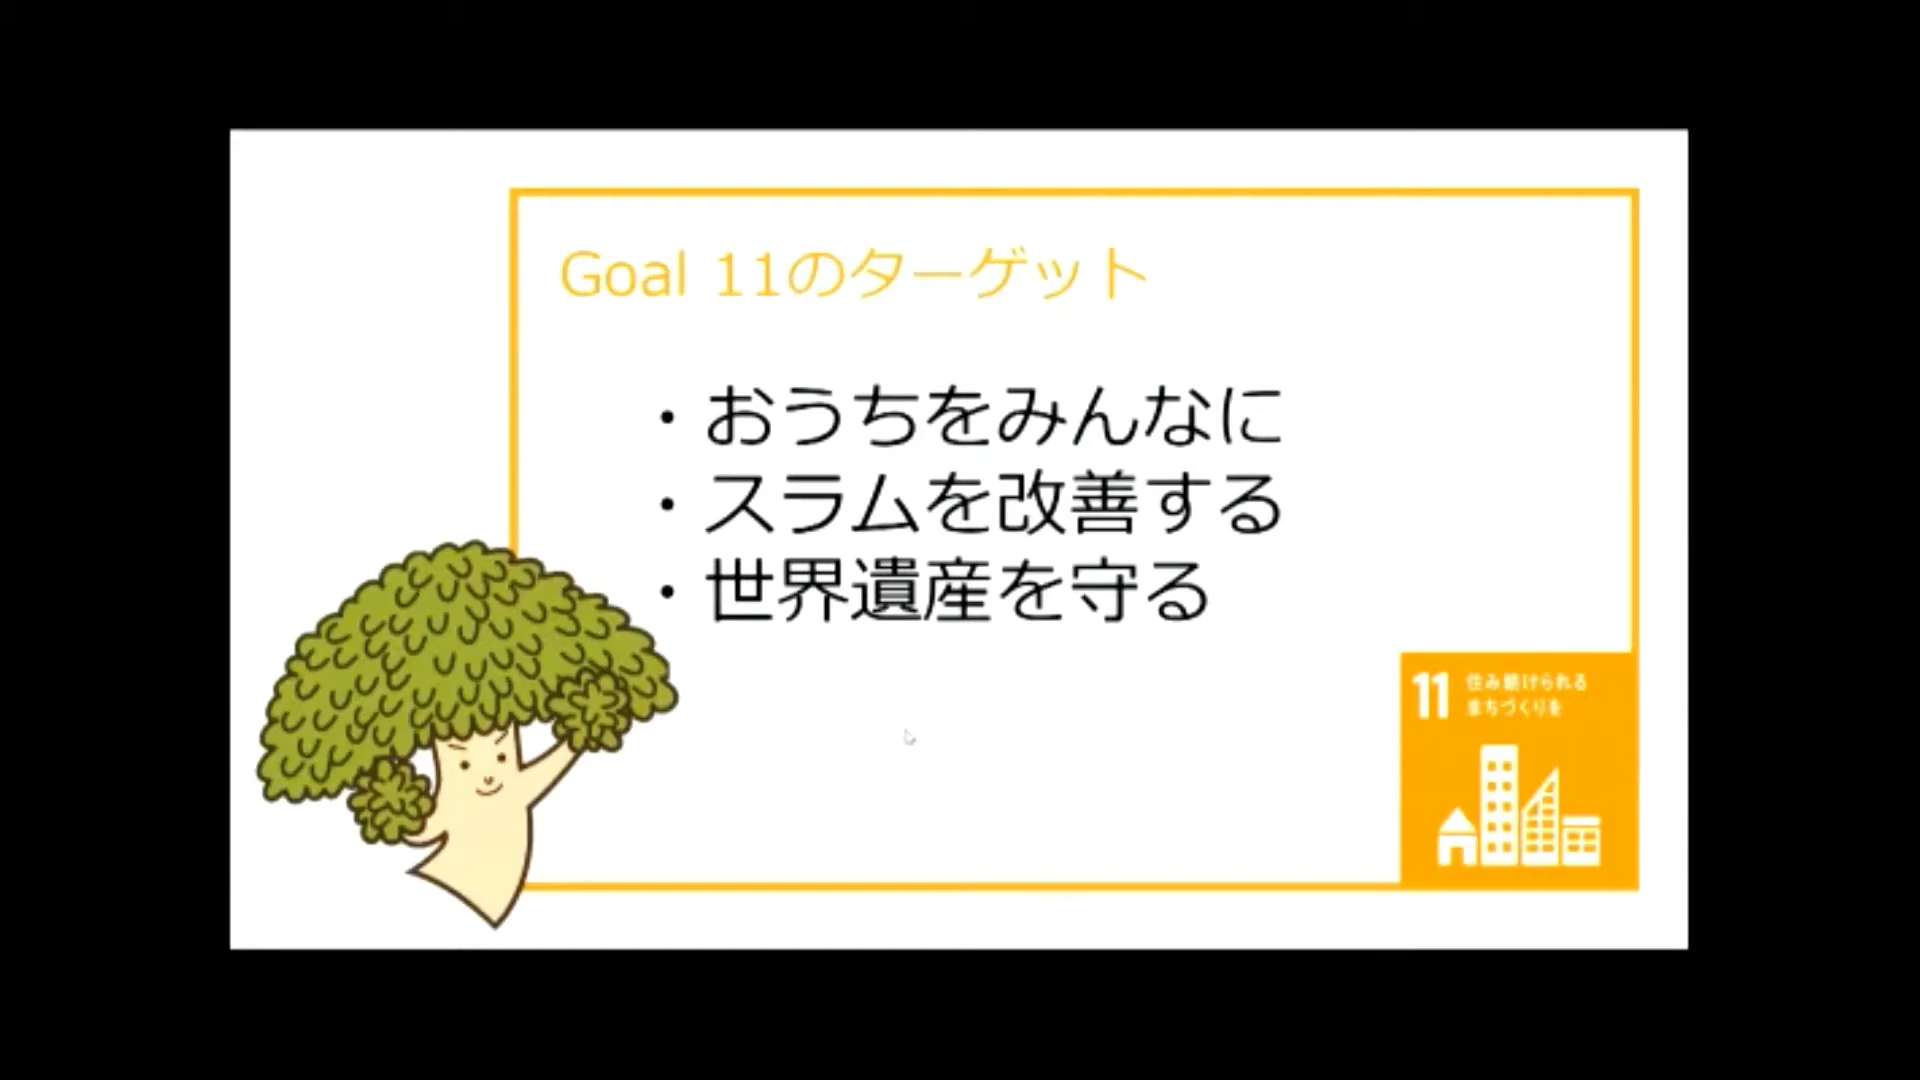 Goal 11のターゲット
・おうちをみんなに
・スラムを改善する
・世界遺産を守る
11 住み続けられる
まちづくりを